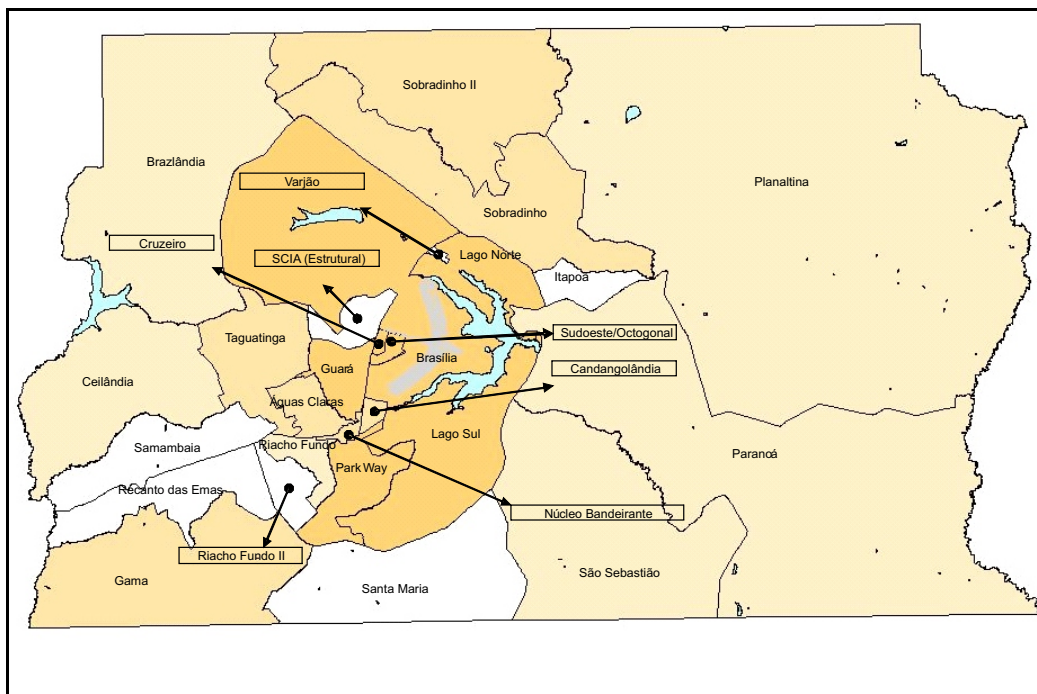 Sobradinho II
Brazlândia
Varjão
Planaltina
Sobradinho
Cruzeiro
SCIA (Estrutural)
Lago Norte
Itapoã
Taguatinga
Sudoeste/Octogonal
Brasília
Guará
Candangolândia
Ceilândia
Águas Claras
Lago Sul
Samambaia
Riacho Fundo
Paranoá
Park Way
Recanto das Emas
Núcleo Bandeirante
Riacho Fundo II
São Sebastião
Gama
Santa Maria